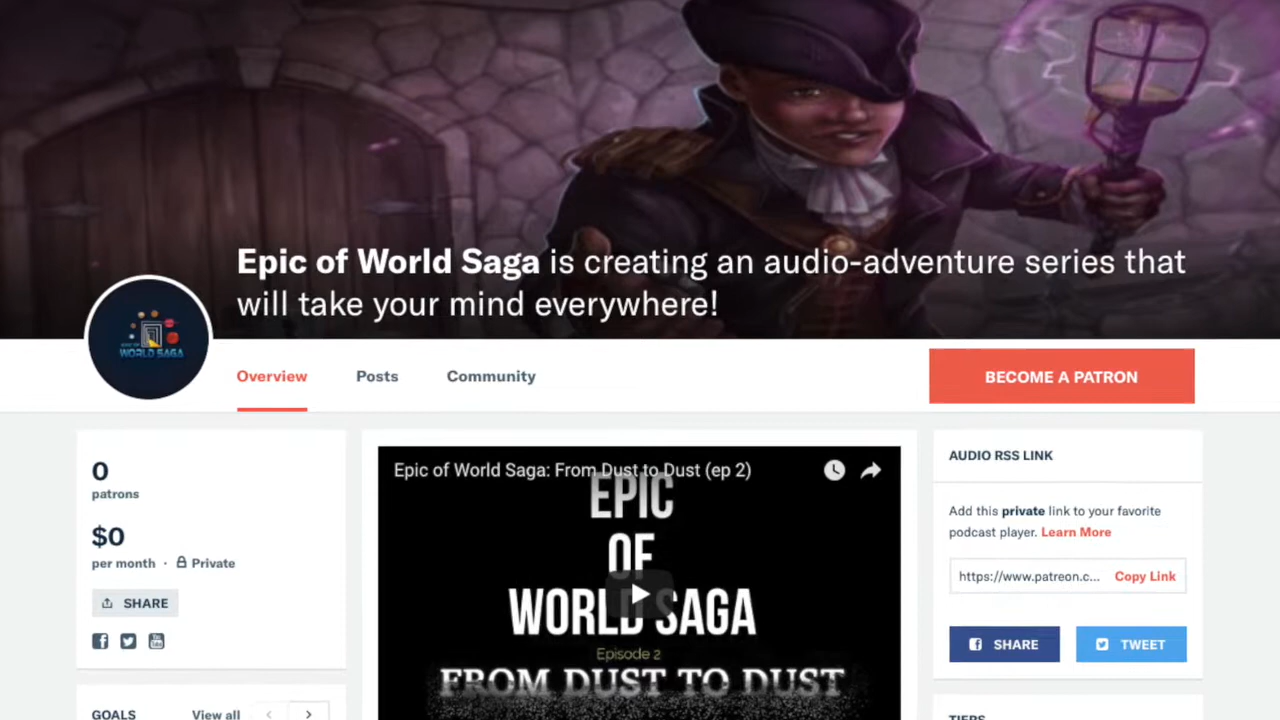 Epic of World Saga is creating an audio-adventure series that
will take your mind everywhere!
WORLD SAGA
Overview
Posts
Community
BECOME A PATRON
0
patrons
$0
per month · Private
SHARE
GOALS
View all
Epic of World Saga: From Dust to Dust (ep 2)
EPIC
OF
WORLD SAGA
Episode 2
FROM DUST TO DUST
AUDIO RSS LINK
Add this private link to your favorite
podcast player. Learn More
https://www.patreon.c... Copy Link
SHARE
TWEET
TIERS